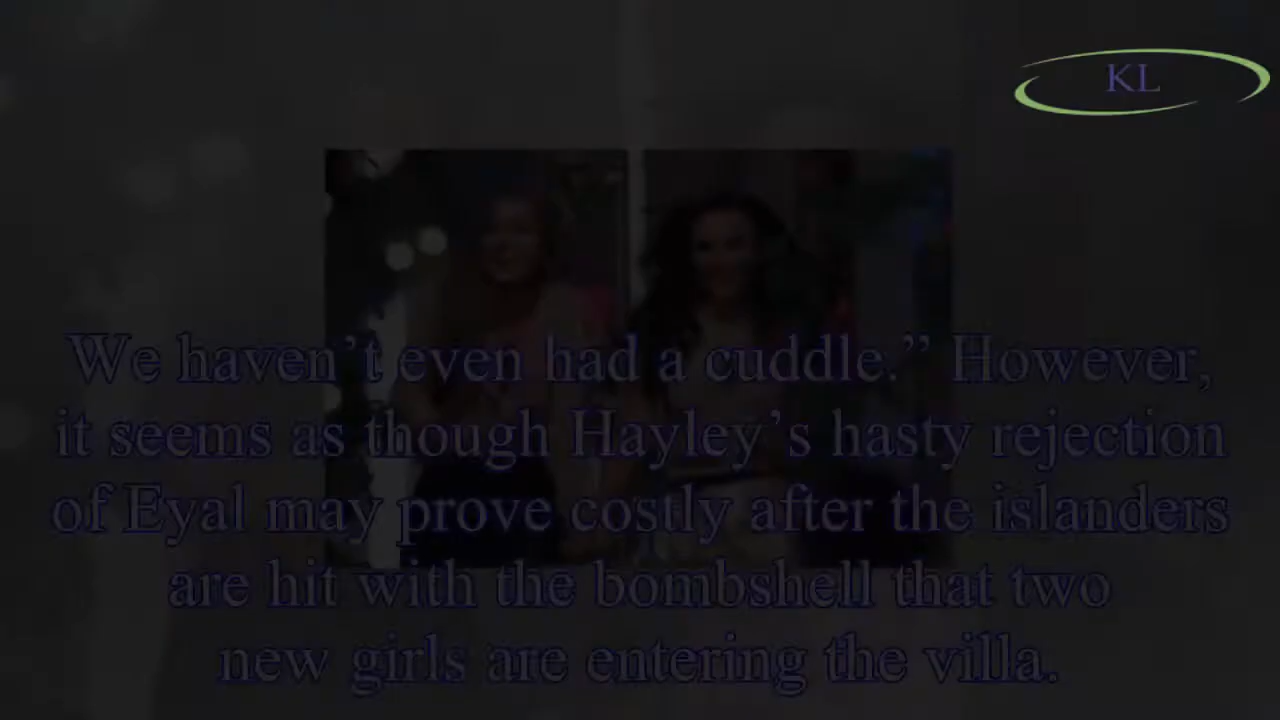 KL
We haven’t even had a cuddle.” However,
it seems as though Hayley’s hasty rejection
of Eyal may prove costly after the islanders
are hit with the bombshell that two
new girls are entering the villa.